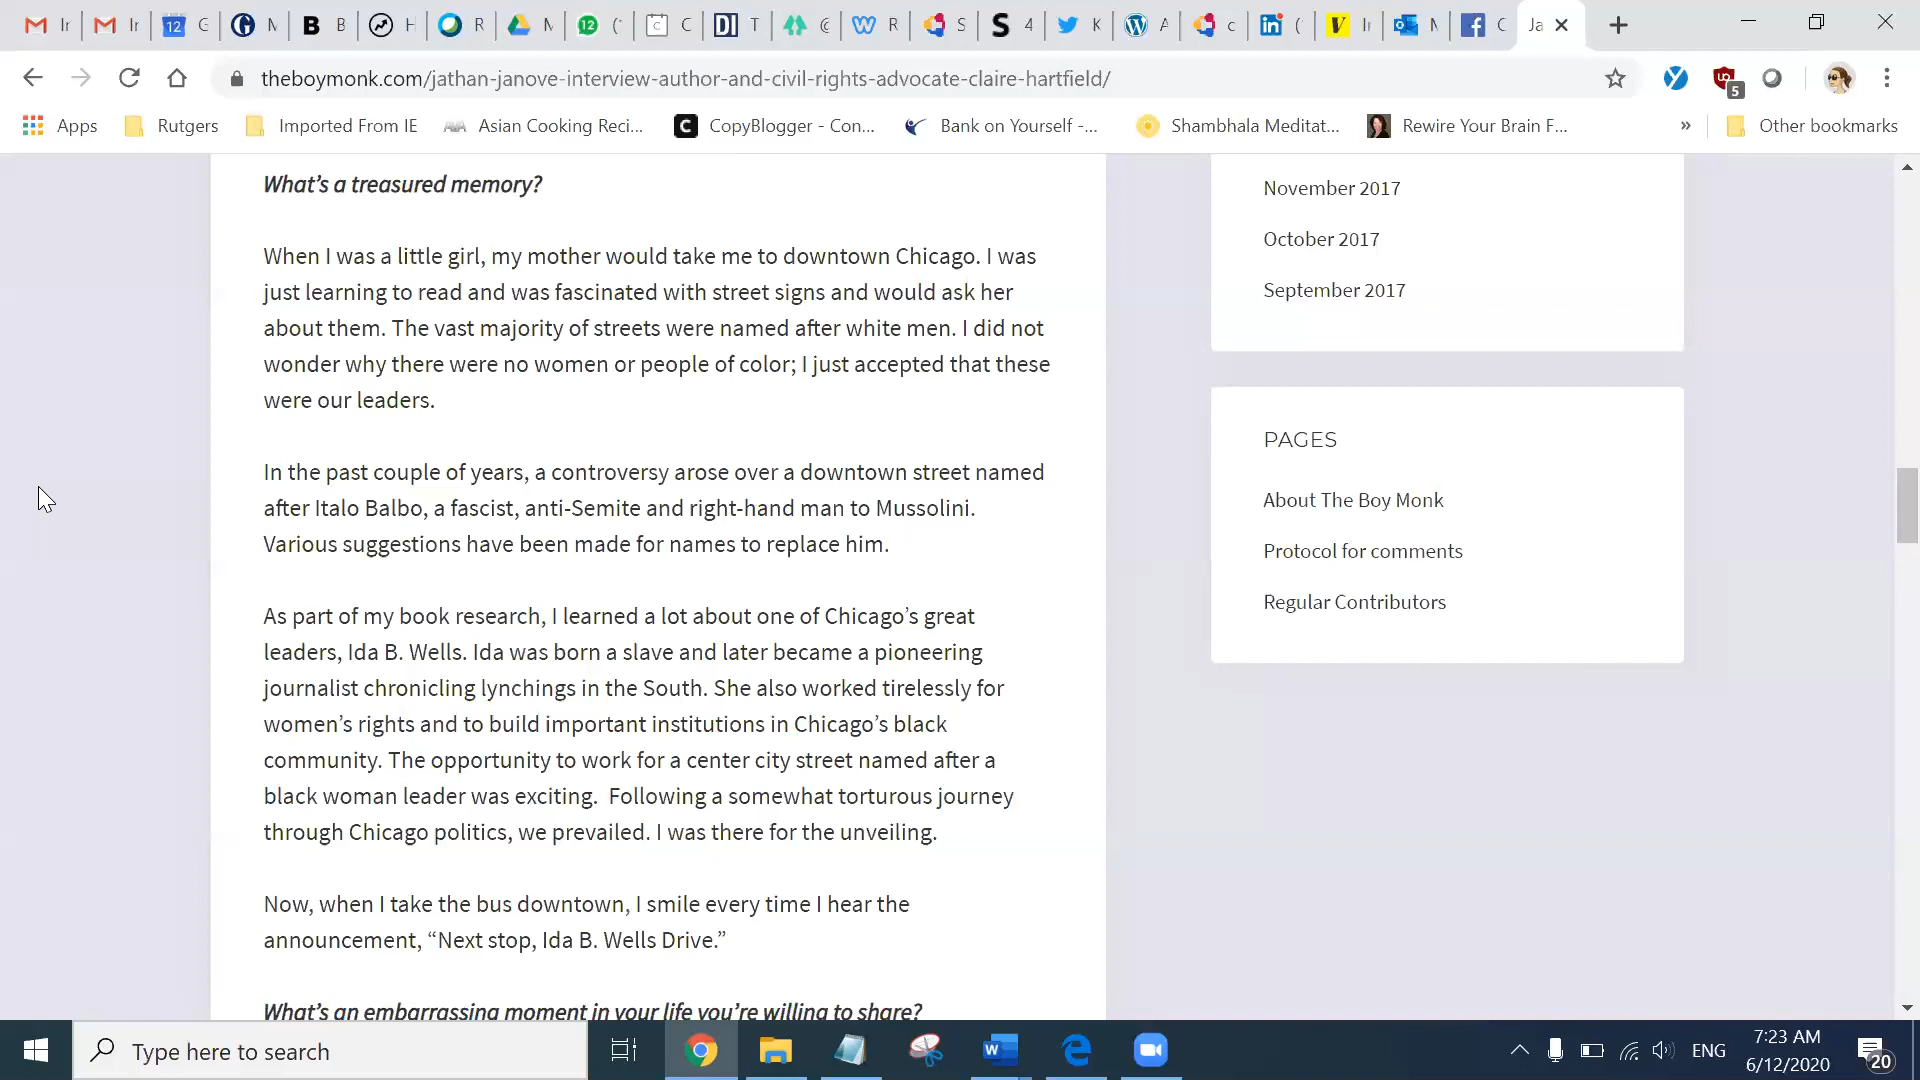 Ir
Ir
12
G
M
B
B
H
R
M
12
(
C
DI
T
@
R
S
S
4
K
A
c
in
(
V
Ir
M
C
Ja
theboymonk.com/jathan-janove-interview-author-and-civil-rights-advocate-claire-hartfield/
5
Apps
Rutgers
Imported From IE
Asian Cooking Reci...
CopyBlogger - Con...
Bank on Yourself -...
Shambhala Meditat...
Rewire Your Brain F...
»
Other bookmarks
What’s a treasured memory?
When I was a little girl, my mother would take me to downtown Chicago. I was
just learning to read and was fascinated with street signs and would ask her
about them. The vast majority of streets were named after white men. I did not
wonder why there were no women or people of color; I just accepted that these
were our leaders.
In the past couple of years, a controversy arose over a downtown street named
after Italo Balbo, a fascist, anti-Semite and right-hand man to Mussolini.
Various suggestions have been made for names to replace him.
As part of my book research, I learned a lot about one of Chicago’s great
leaders, Ida B. Wells. Ida was born a slave and later became a pioneering
journalist chronicling lynchings in the South. She also worked tirelessly for
women’s rights and to build important institutions in Chicago’s black
community. The opportunity to work for a center city street named after a
black woman leader was exciting.  Following a somewhat torturous journey
through Chicago politics, we prevailed. I was there for the unveiling.
Now, when I take the bus downtown, I smile every time I hear the
announcement, “Next stop, Ida B. Wells Drive.”
What’s an embarrassing moment in your life you’re willing to share?
November 2017
October 2017
September 2017
PAGES
About The Boy Monk
Protocol for comments
Regular Contributors
Type here to search
ENG
7:23 AM
6/12/2020
20